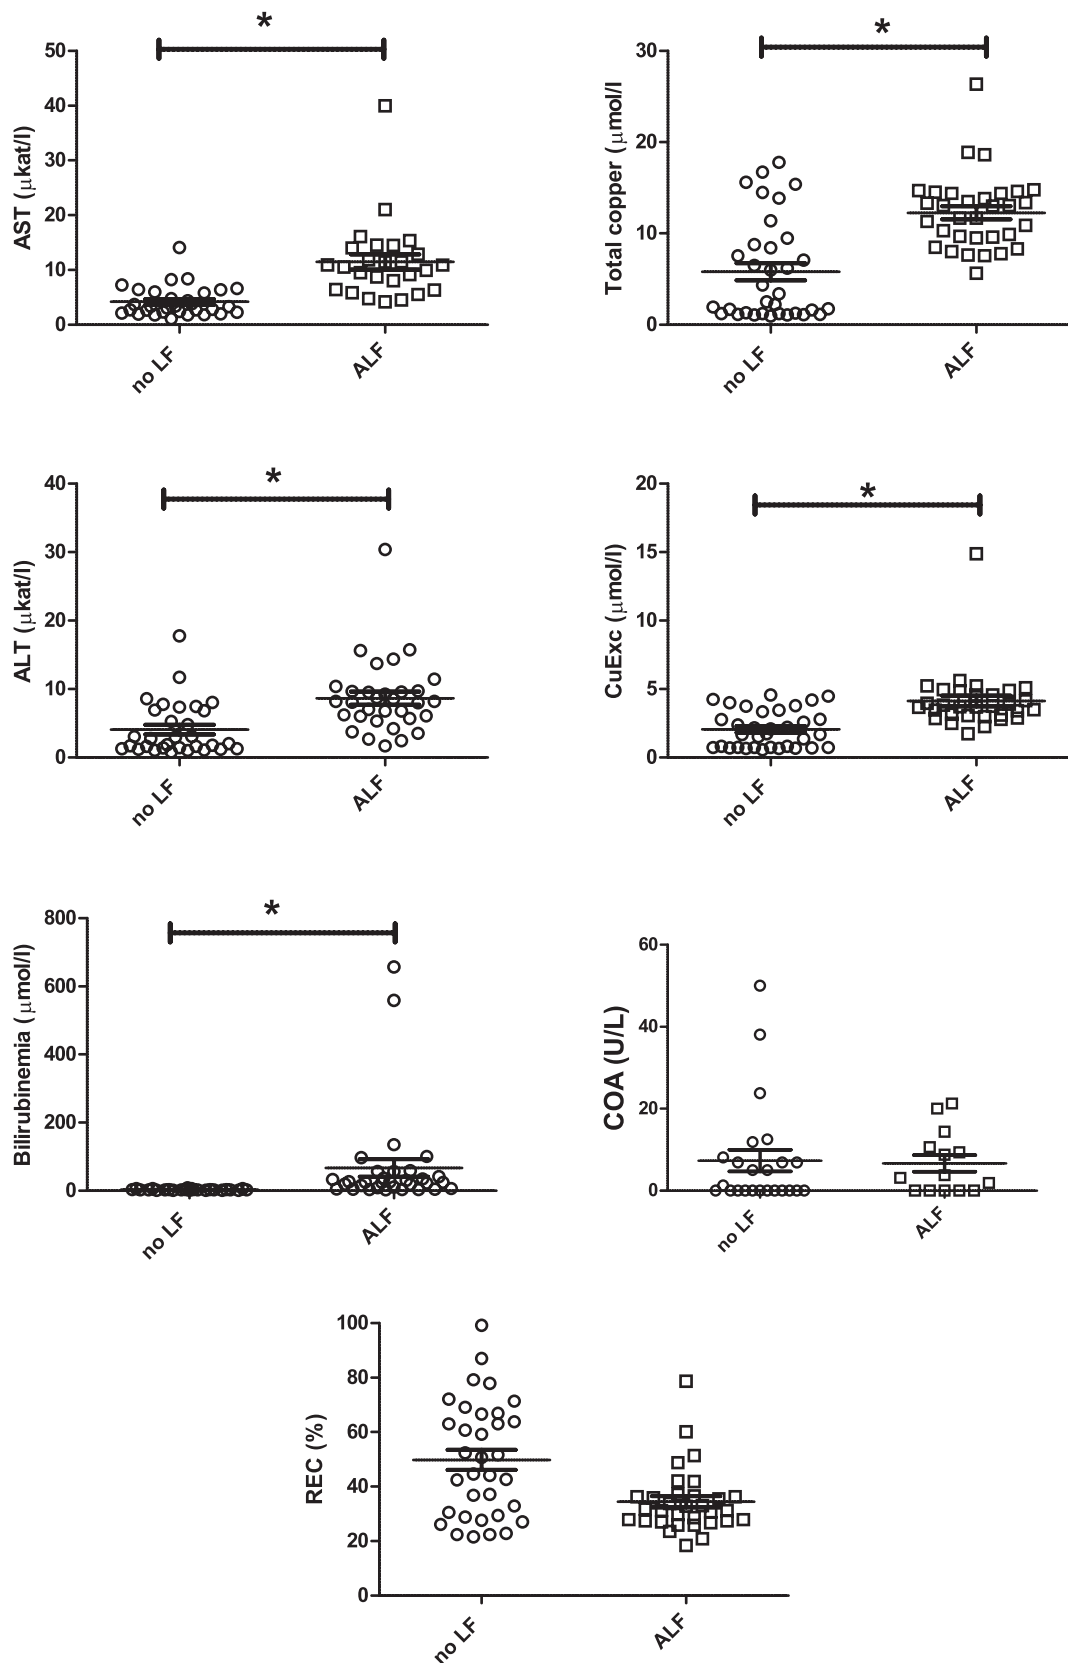 *
AST (μkat/l)
50
40
30
20
10
0
no LF
ALF
*
Total copper (μmol/l
30
20
10
0
no LF
ALF
*
ALT (μkat/l)
40
30
20
10
0
no LF
ALF
*
CuExc (μmol/l)
20
15
10
5
0
no LF
ALF
*
Bilirubinemia (μmol/l)
800
600
400
200
0
no LF
ALF
COA (U/L)
60
40
20
0
no LF
ALF
REC (%)
100
80
60
40
20
0
no LF
ALF